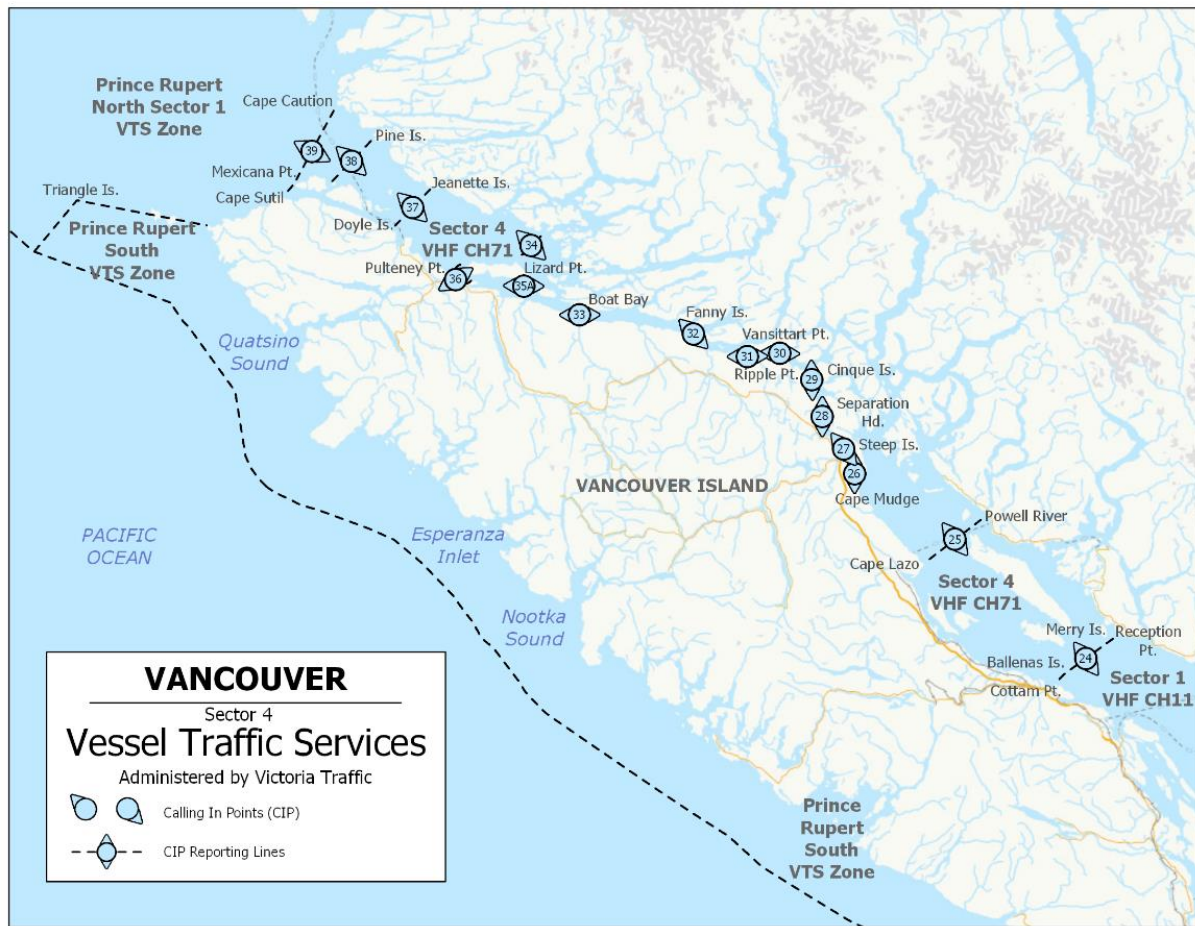 Prince Rupert
North Sector 1
VTS Zone
Cape Caution
Pine Is.
39
38
Mexicana Pt.
Cape Sutil
Triangle Is.
Jeanette Is.
37
Doyle Is.
Prince Rupert
South
VTS Zone
Sector 4
VHF CH71
34
Pulteney Pt.
36
Lizard Pt.
35A
Boat Bay
33
Fanny Is.
32
Vansittart Pt.
31
30
Ripple Pt.
Cinque Is.
29
Separation
Hd.
28
Steep Is.
27
26
Cape Mudge
Quatsino
Sound
VANCOUVER ISLAND
Powell River
25
Cape Lazo
PACIFIC
OCEAN
Esperanza
Inlet
Sector 4
VHF CH71
Nootka
Sound
Merry Is.
Reception
Pt.
24
Ballenas Is.
Cottam Pt.
Sector 1
VHF CH11
VANCOUVER
Sector 4
Vessel Traffic Services
Administered by Victoria Traffic
Calling In Points (CIP)
CIP Reporting Lines
Prince
Rupert
South
VTS Zone